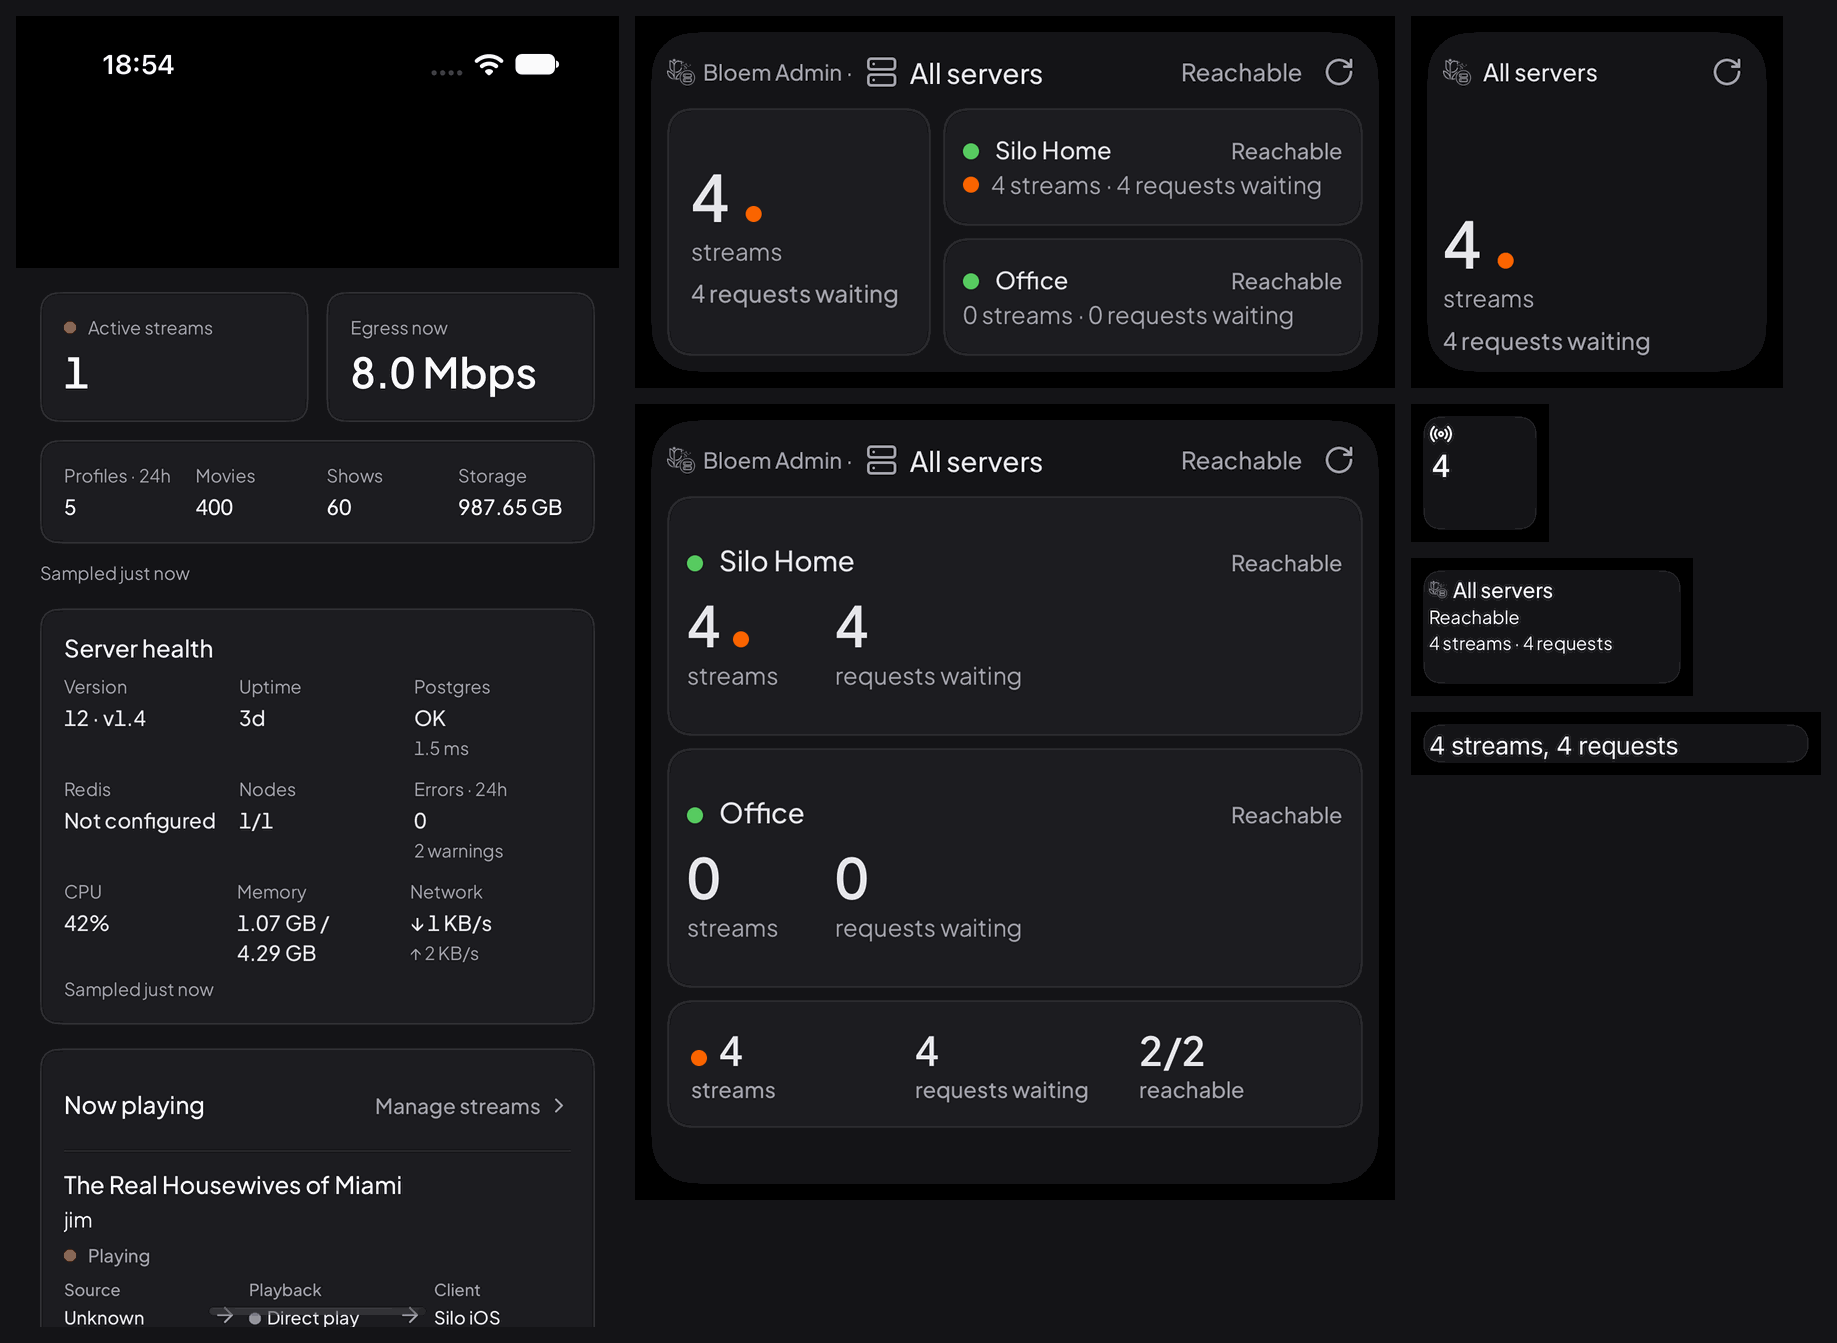 18:54
Active streams
1
Egress now
8.0 Mbps
Profiles · 24h Movies Shows Storage
5 400 60 987.65 GB
Sampled just now
Server health
Version Uptime Postgres
12 · v1.4 3d OK
1.5 ms
Redis Nodes Errors · 24h
Not configured 1/1 0
2 warnings
CPU Memory Network
42% 1.07 GB / ↓ 1 KB/s
4.29 GB ↑ 2 KB/s
Sampled just now
Now playing Manage streams >
The Real Housewives of Miami
jim
Playing
Source Playback Client
Unknown → Direct play → Silo iOS
Bloem Admin · All servers Reachable
4
streams
4 requests waiting
Silo Home Reachable
4 streams · 4 requests waiting
Office Reachable
0 streams · 0 requests waiting
Bloem Admin · All servers Reachable
Silo Home Reachable
4 4
streams requests waiting
Office Reachable
0 0
streams requests waiting
4 4 2/2
streams requests waiting reachable
All servers
4
streams
4 requests waiting
4
All servers
Reachable
4 streams · 4 requests
4 streams, 4 requests